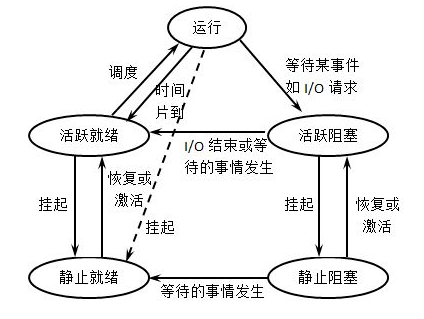 运行
调度
时间
片到
等待某事件
如 I/O 请求
活跃就绪
I/O 结束或等
待的事情发生
活跃阻塞
挂起
恢复或
激活
挂起
挂起
恢复或
激活
静止就绪
等待的事情发生
静止阻塞